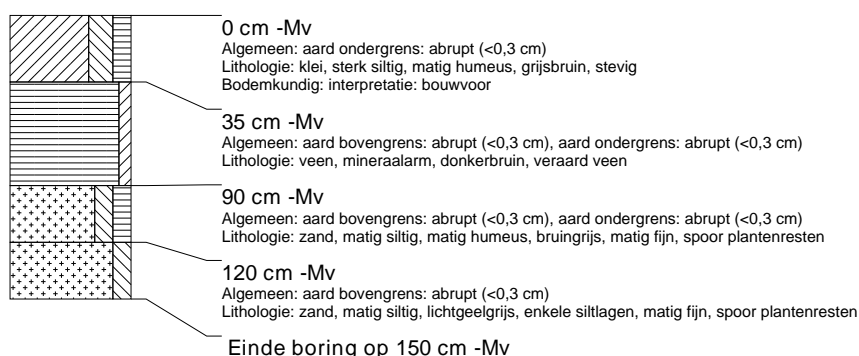 0 cm -Mv
Algemeen: aard ondergrens: abrupt (<0,3 cm)
Lithologie: klei, sterk siltig, matig humeus, grijsbruin, stevig
Bodemkundig: interpretatie: bouwvoor
35 cm -Mv
Algemeen: aard bovengrens: abrupt (<0,3 cm), aard ondergrens: abrupt (<0,3 cm)
Lithologie: veen, mineraalarm, donkerbruin, veraard veen
90 cm -Mv
Algemeen: aard bovengrens: abrupt (<0,3 cm), aard ondergrens: abrupt (<0,3 cm)
Lithologie: zand, matig siltig, matig humeus, bruingrijs, matig fijn, spoor plantenresten
120 cm -Mv
Algemeen: aard bovengrens: abrupt (<0,3 cm)
Lithologie: zand, matig siltig, lichtgeelgrijs, enkele siltlagen, matig fijn, spoor plantenresten
Einde boring op 150 cm -Mv